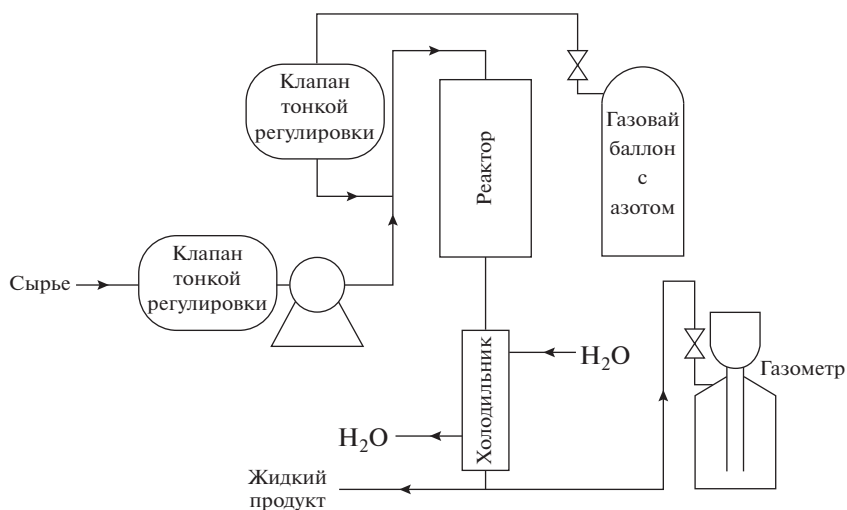 Клапан
тонкой
регулировки
Газовай
баллон
с
азотом
Реактор
Клапан
тонкой
регулировки
Сырье
Холодильник
H₂O
Газометр
H₂O
Жидкий
продукт